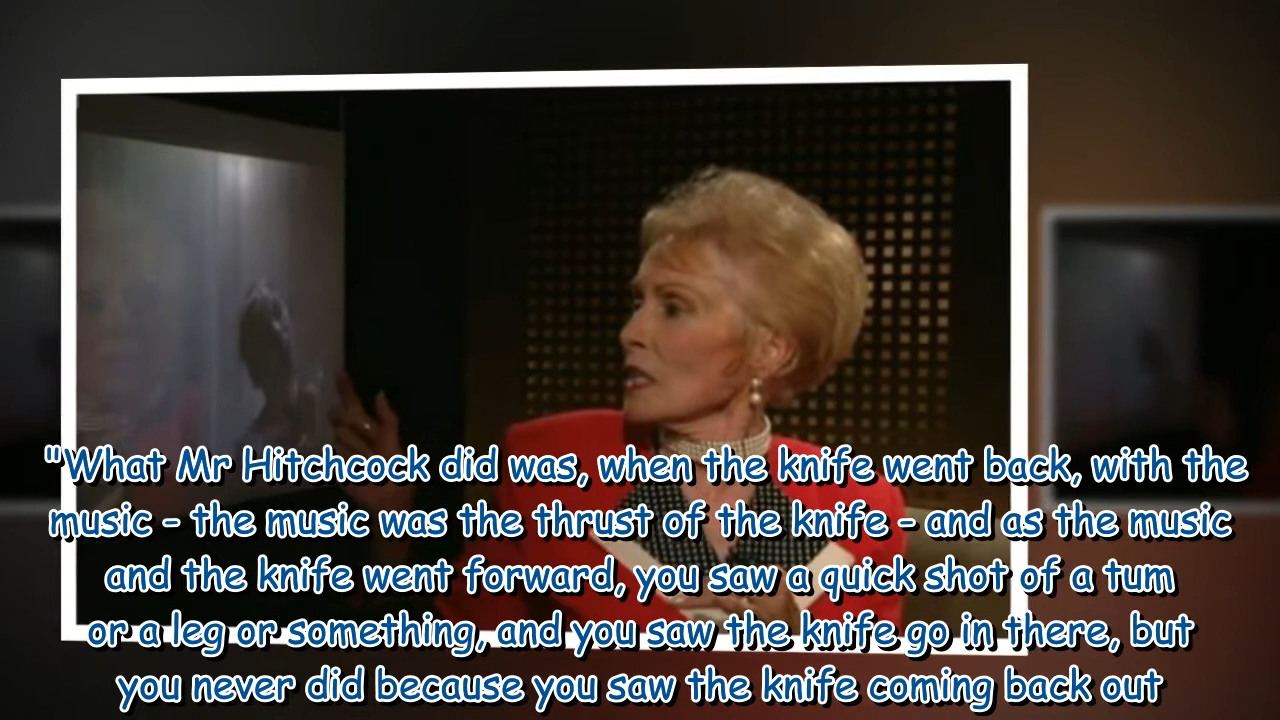 "What Mr Hitchcock did was, when the knife went back, with the
music - the music was the thrust of the knife - and as the music
and the knife went forward, you saw a quick shot of a tum
or a leg or something, and you saw the knife go in there, but
you never did because you saw the knife coming back out